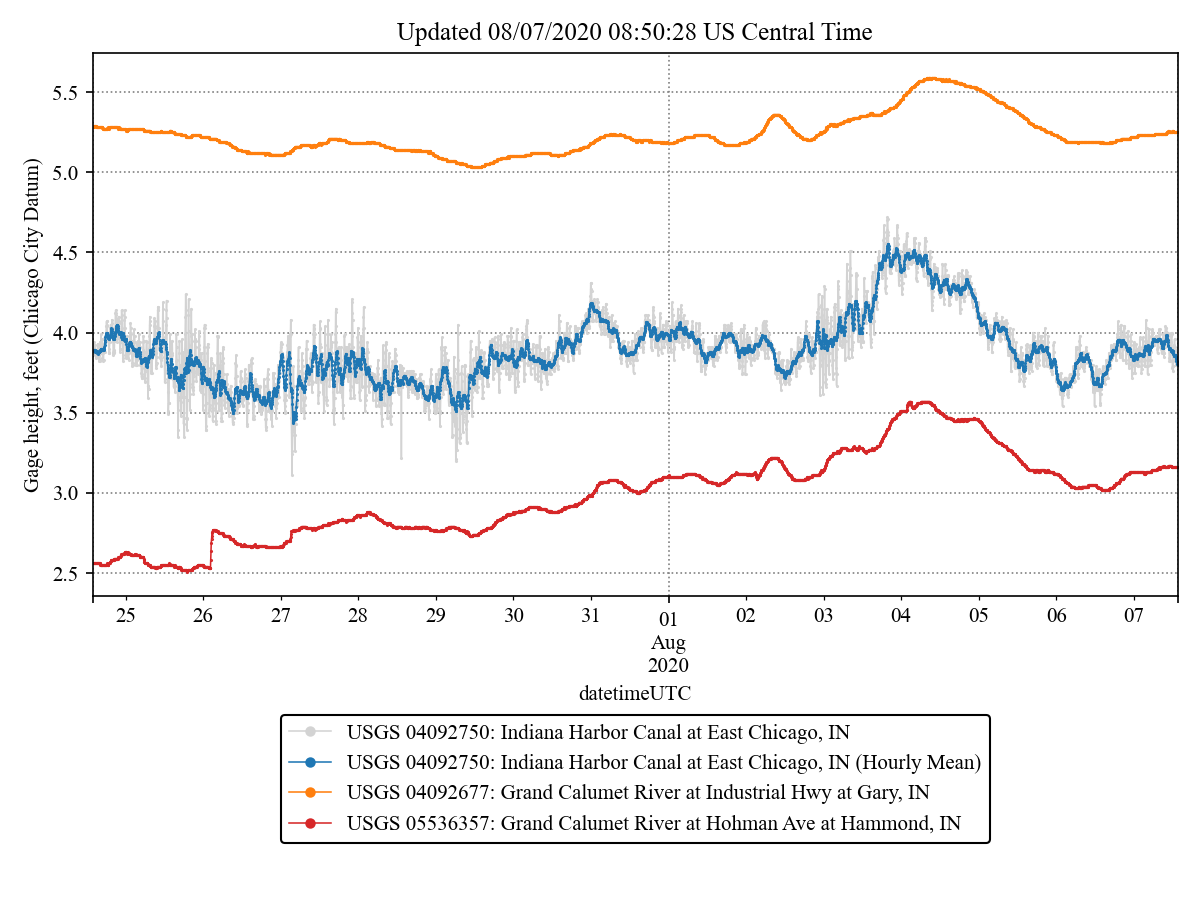 Updated 08/07/2020 08:50:28 US Central Time
Gage height, feet (Chicago City Datum)
5.5
5.0
4.5
4.0
3.5
3.0
2.5
25 26 27 28 29 30 31 01 02 03 04 05 06 07
Aug
2020
datetimeUTC
USGS 04092750: Indiana Harbor Canal at East Chicago, IN
USGS 04092750: Indiana Harbor Canal at East Chicago, IN (Hourly Mean)
USGS 04092677: Grand Calumet River at Industrial Hwy at Gary, IN
USGS 05536357: Grand Calumet River at Hohman Ave at Hammond, IN